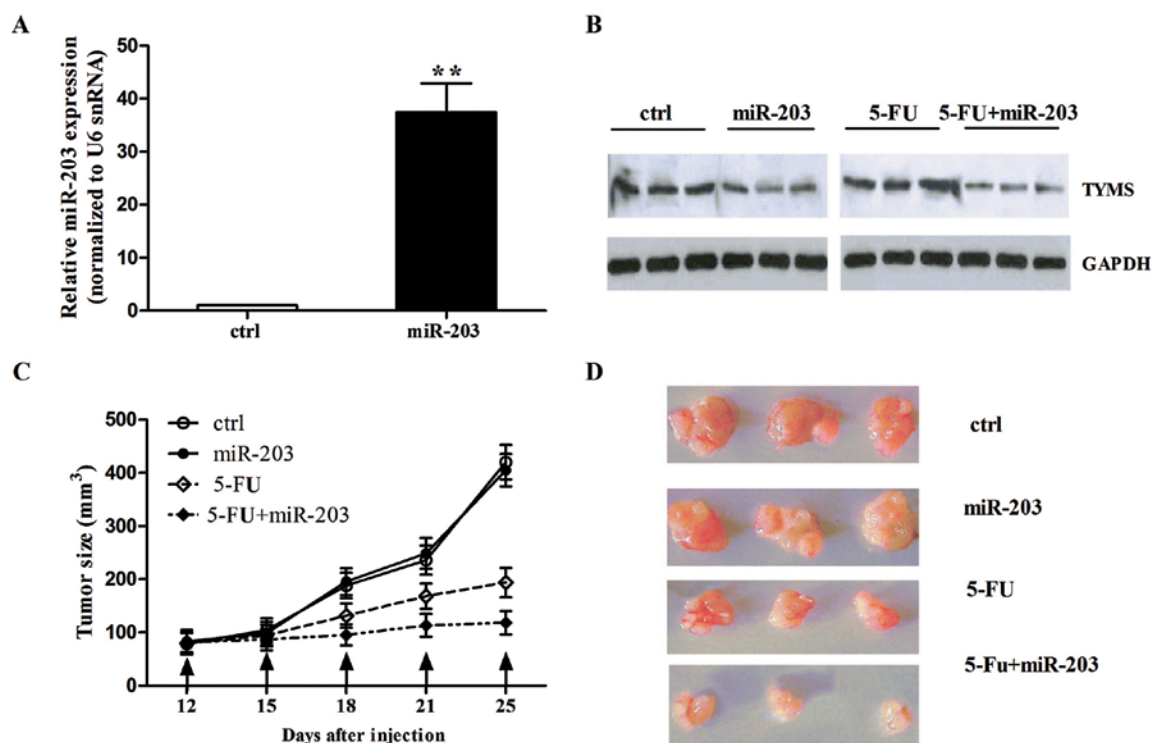 A
Relative miR-203 expression
(normalized to U6 snRNA)
50
40
30
20
10
0
**
ctrl
miR-203
B
ctrl
miR-203
5-FU
5-FU+miR-203
TYMS
GAPDH
C
Tumor size (mm3)
500
400
300
200
100
0
ctrl
miR-203
5-FU
5-FU+miR-203
12
15
18
21
25
Days after injection
D
ctrl
miR-203
5-FU
5-Fu+miR-203